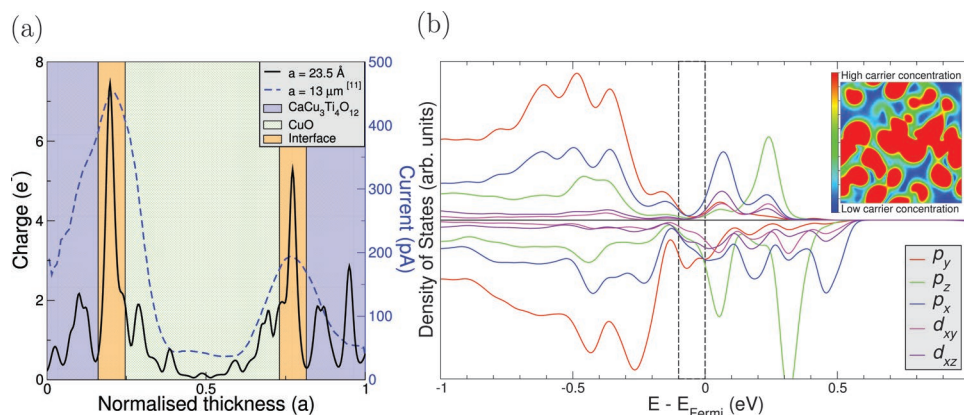 (a)
8
6
4
2
0
Charge (e⁻)
0
0.5
1
Normalised thickness (a)
500
400
300
200
100
0
Current (pA)
a = 23.5 Å
a = 13 μm [11]
CaCu₃Ti₄O₁₂
CuO
Interface
(b)
Density of States (arb. units)
-1
-0.5
0
0.5
E - E_Fermi (eV)
High carrier concentration
Low carrier concentration
p_y
p_z
p_x
d_xy
d_xz